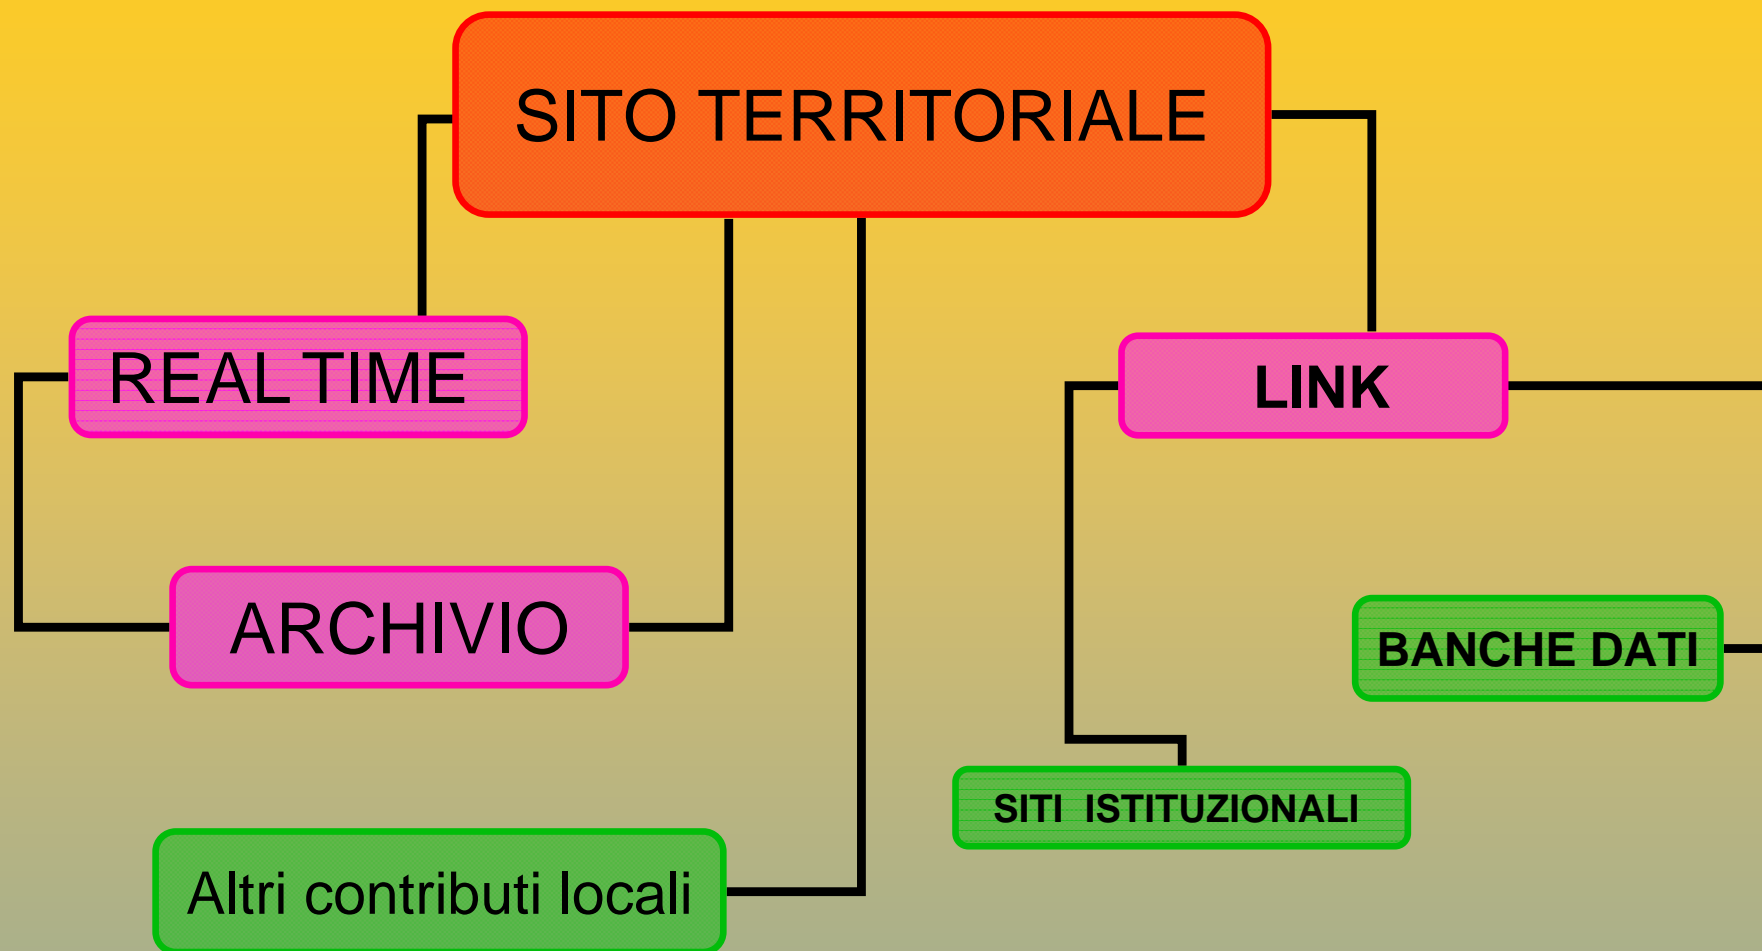 SITO TERRITORIALE
REAL TIME
LINK
ARCHIVIO
BANCHE DATI
SITI ISTITUZIONALI
Altri contributi locali